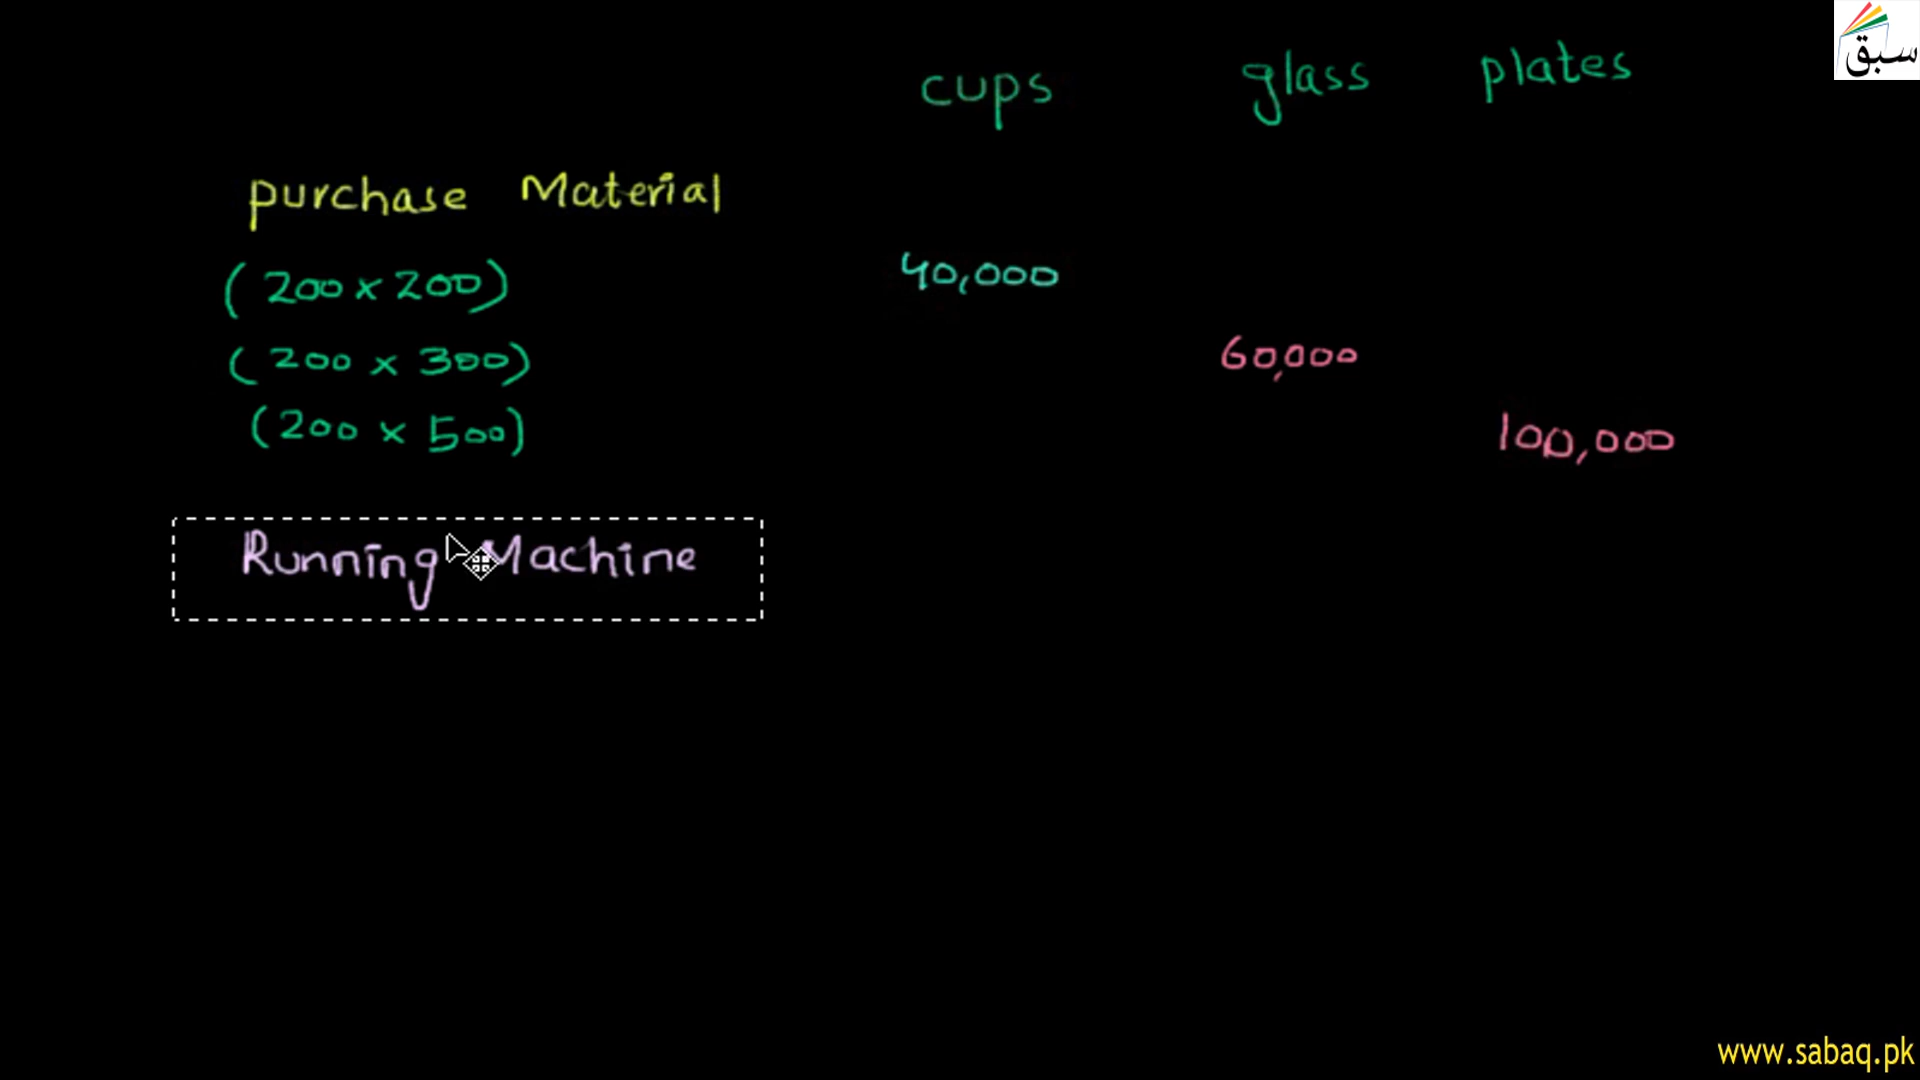 سبق
cups glass plates
purchase Material
(200 x 200) 40,000
(200 x 300) 60,000
(200 x 500) 100,000
Running Machine
www.sabaq.pk